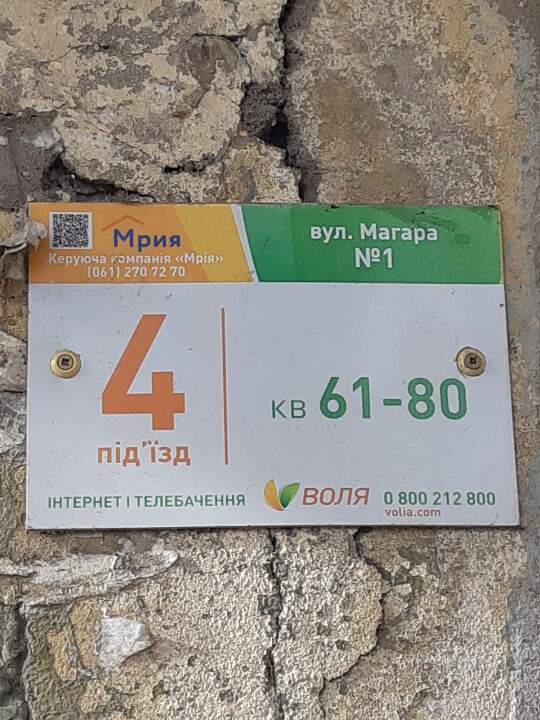 Мрия
Керуюча компанія «Мрія»
(061) 270 72 70
вул. Магара
№1
4
під'їзд
кв 61-80
ІНТЕРНЕТ І ТЕЛЕБАЧЕННЯ
ВОЛЯ
0 800 212 800
volia.com